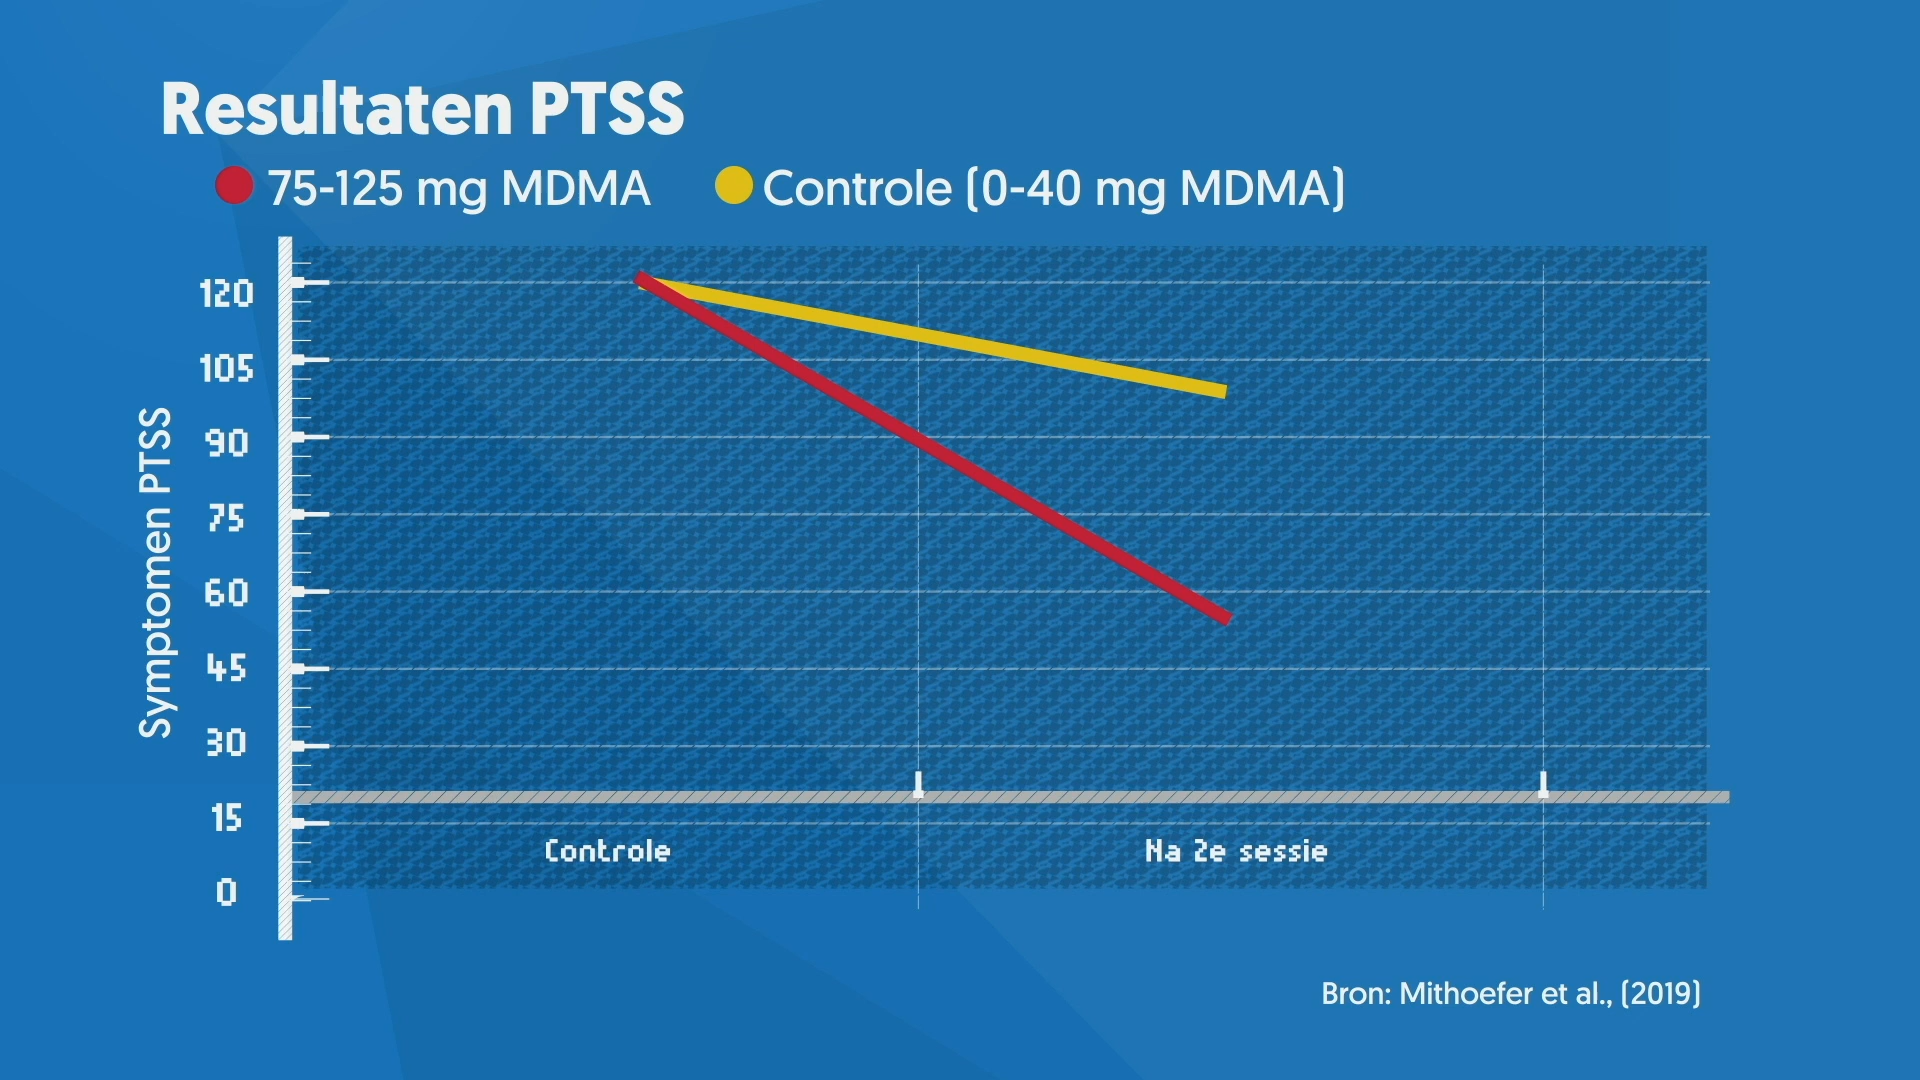 Resultaten PTSS
75-125 mg MDMA
Controle (0-40 mg MDMA)
Symptomen PTSS
120
105
90
75
60
45
30
15
0
Controle
Na 2e sessie
Bron: Mithoefer et al., (2019)